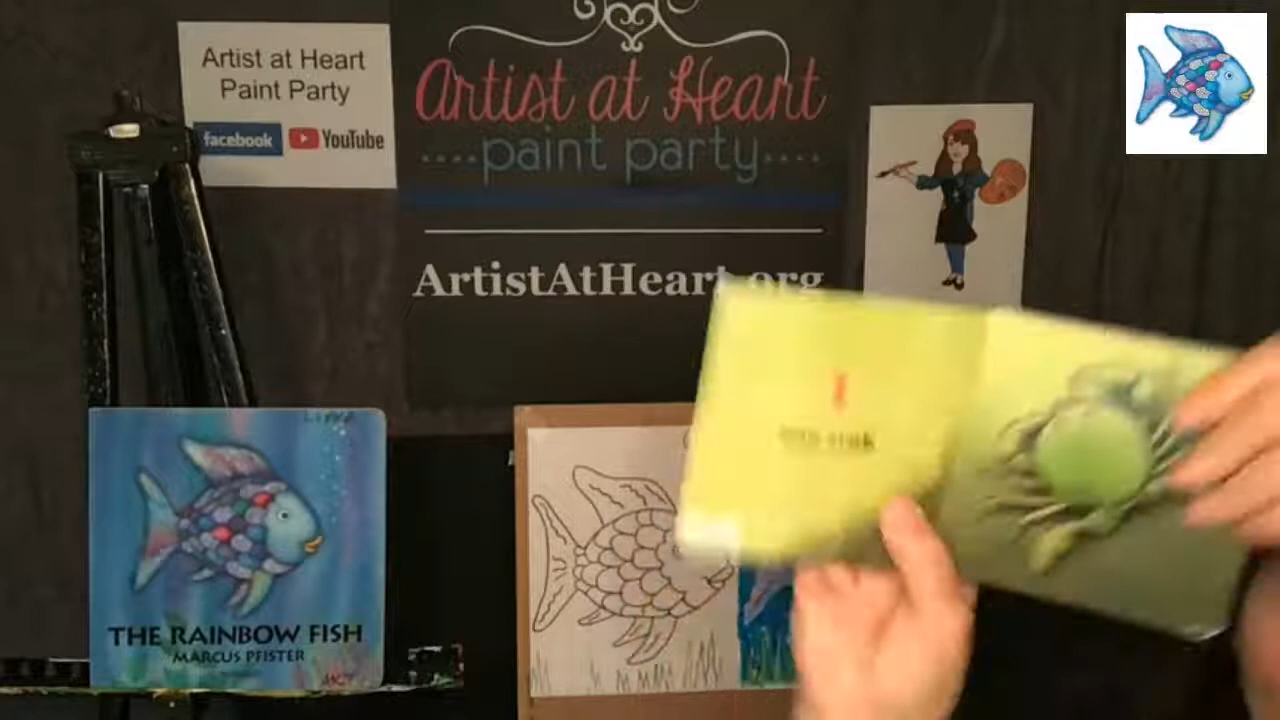 Artist at Heart
Paint Party
facebook YouTube
Artist at Heart
paint party
ArtistAtHeart.org
THE RAINBOW FISH
MARCUS PFISTER